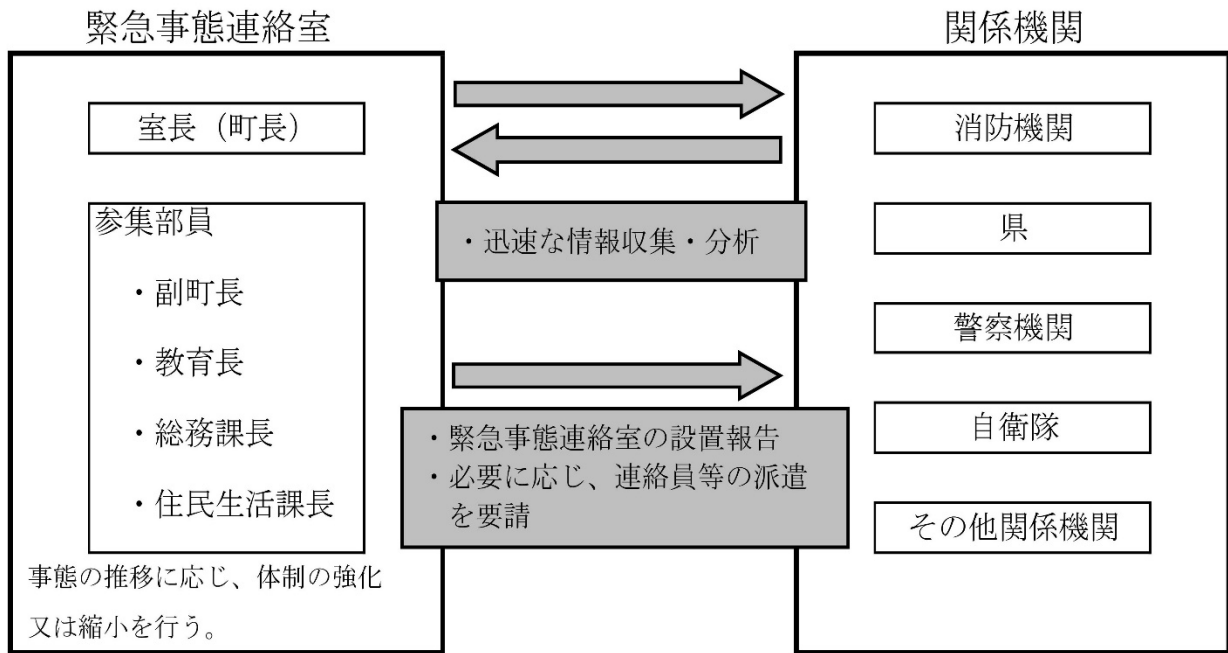 緊急事態連絡室
室長（町長）
参集部員
・副町長
・教育長
・総務課長
・住民生活課長
事態の推移に応じ、体制の強化
又は縮小を行う。
・迅速な情報収集・分析
・緊急事態連絡室の設置報告
・必要に応じ、連絡員等の派遣
を要請
関係機関
消防機関
県
警察機関
自衛隊
その他関係機関